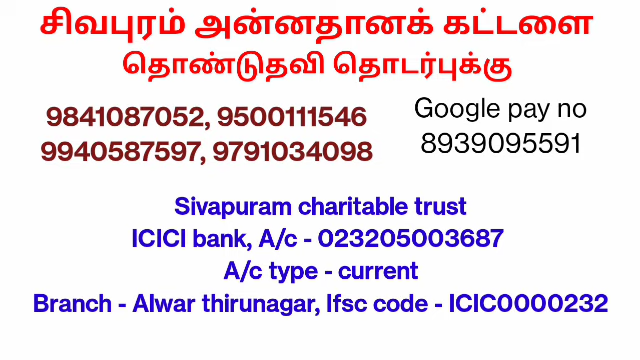 சிவபுரம் அன்னதானக் கட்டளை
தொண்டுதவி தொடர்புக்கு
9841087052, 9500111546
9940587597, 9791034098
Google pay no
8939095591
Sivapuram charitable trust
ICICI bank, A/c - 023205003687
A/c type - current
Branch - Alwar thirunagar, Ifsc code - ICIC0000232